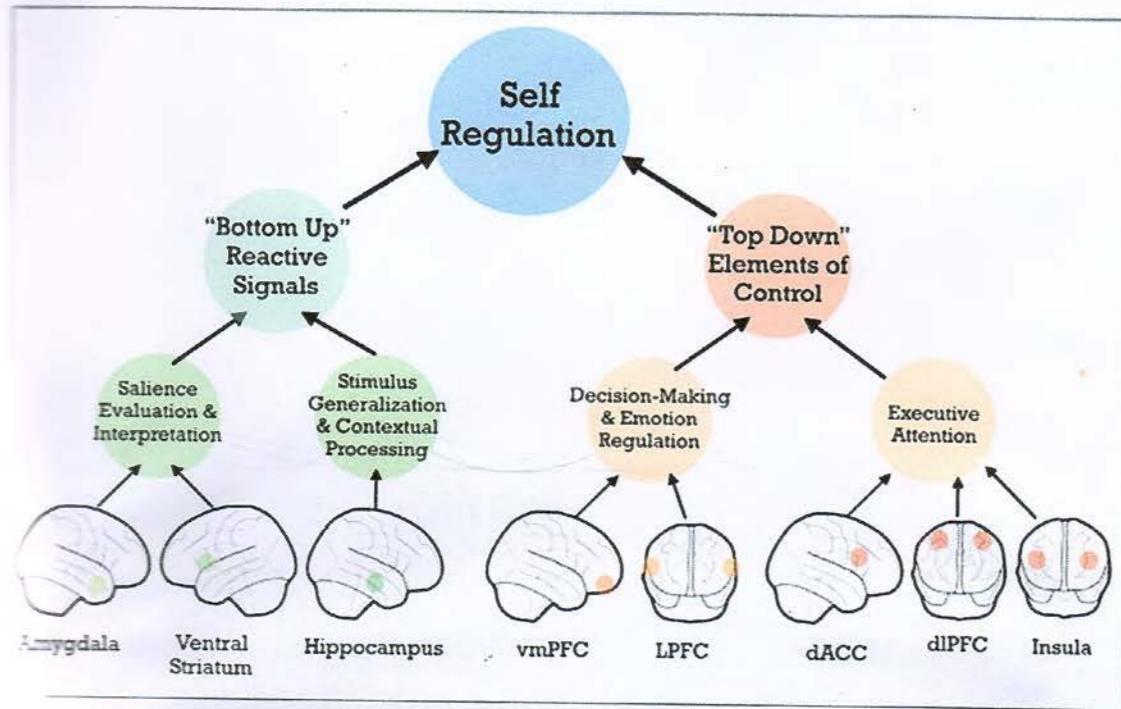 Self
Regulation
“Bottom Up”
Reactive
Signals
“Top Down”
Elements of
Control
Salience
Evaluation &
Interpretation
Stimulus
Generalization
& Contextual
Processing
Decision-Making
& Emotion
Regulation
Executive
Attention
Amygdala
Ventral
Striatum
Hippocampus
vmPFC
LPFC
dACC
dlPFC
Insula